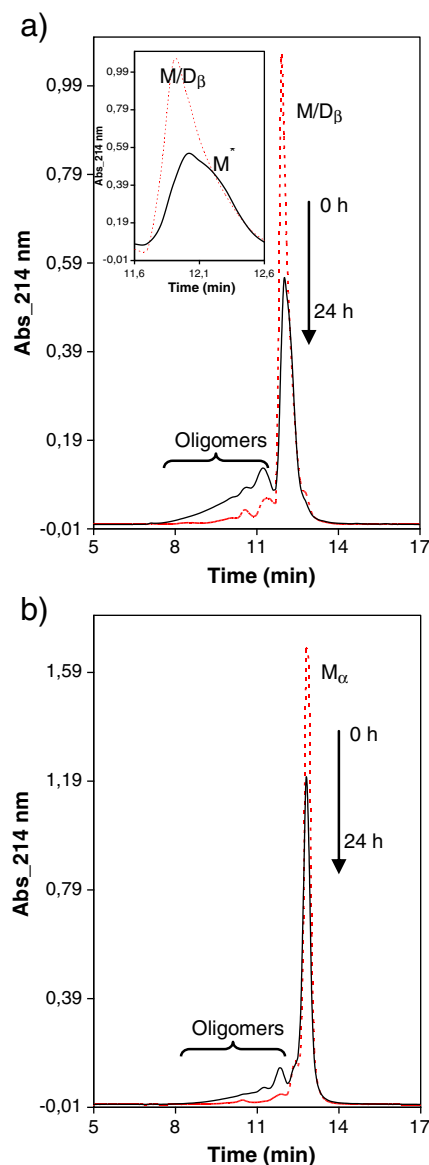 a)
0,99
0,79
0,59
0,39
0,19
-0,01
Abs_214 nm
0,99
0,79
0,59
0,39
0,19
-0,01
Abs_214 nm
M/Dβ
M*
11,6 12,1 12,6
Time (min)
M/Dβ
0 h
24 h
Oligomers
5 8 11 14 17
Time (min)
b)
1,59
1,19
0,79
0,39
-0,01
Abs_214 nm
Mα
0 h
24 h
Oligomers
5 8 11 14 17
Time (min)